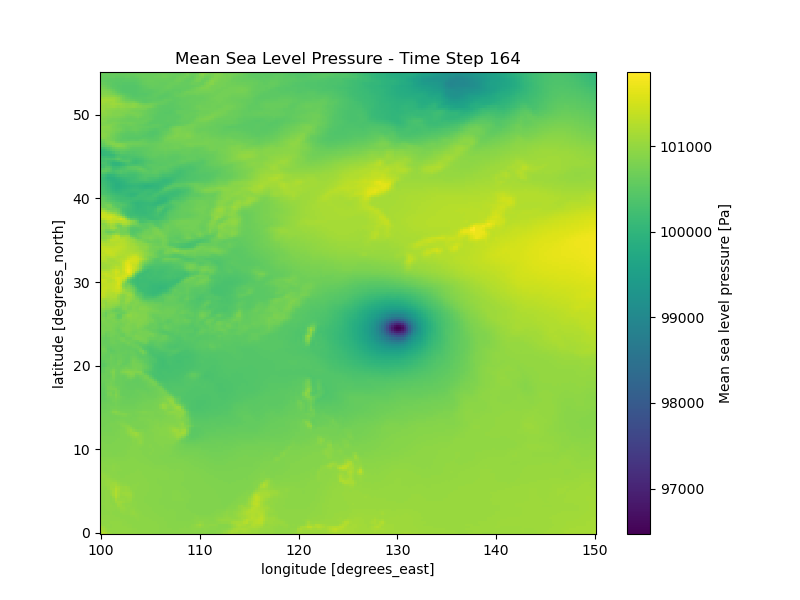 Mean Sea Level Pressure - Time Step 164
50
40
30
20
10
0
latitude [degrees_north]
100 110 120 130 140 150
longitude [degrees_east]
101000
100000
99000
98000
97000
Mean sea level pressure [Pa]